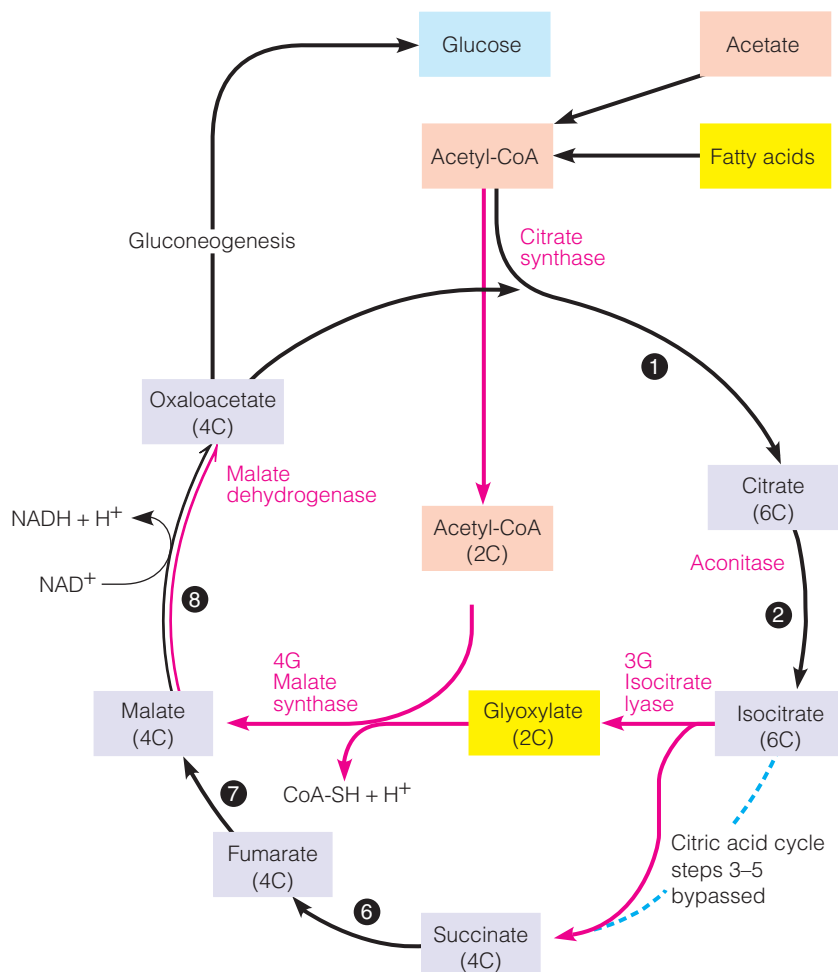 Glucose
Acetate
Acetyl-CoA
Fatty acids
Gluconeogenesis
Citrate
synthase
1
Oxaloacetate
(4C)
Malate
dehydrogenase
Citrate
(6C)
NADH + H⁺
Acetyl-CoA
(2C)
Aconitase
NAD⁺
8
2
4G
Malate
synthase
3G
Isocitrate
lyase
Malate
(4C)
Glyoxylate
(2C)
Isocitrate
(6C)
CoA-SH + H⁺
7
Citric acid cycle
steps 3–5
bypassed
Fumarate
(4C)
6
Succinate
(4C)